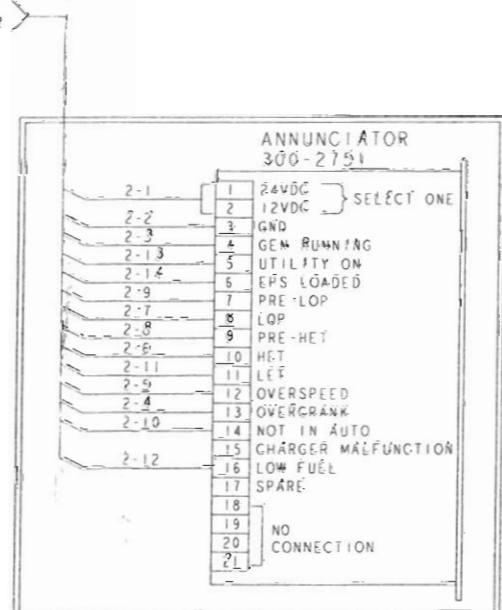 ANNUNCIATOR
300-2751
2-1 1 24VDC SELECT ONE
2 12VDC
2-2 3 GND
2-3 4 GEN RUNNING
2-13 5 UTILITY ON
2-14 6 EPS LOADED
2-9 7 PRE-LOP
2-7 8 LOP
2-8 9 PRE-HET
2-6 10 HET
2-11 11 LET
12 OVERSPEED
2-4 13 OVERCRANK
2-10 14 NOT IN AUTO
15 CHARGER MALFUNCTION
2-12 16 LOW FUEL
17 SPARE
18
19 NO
20 CONNECTION
21